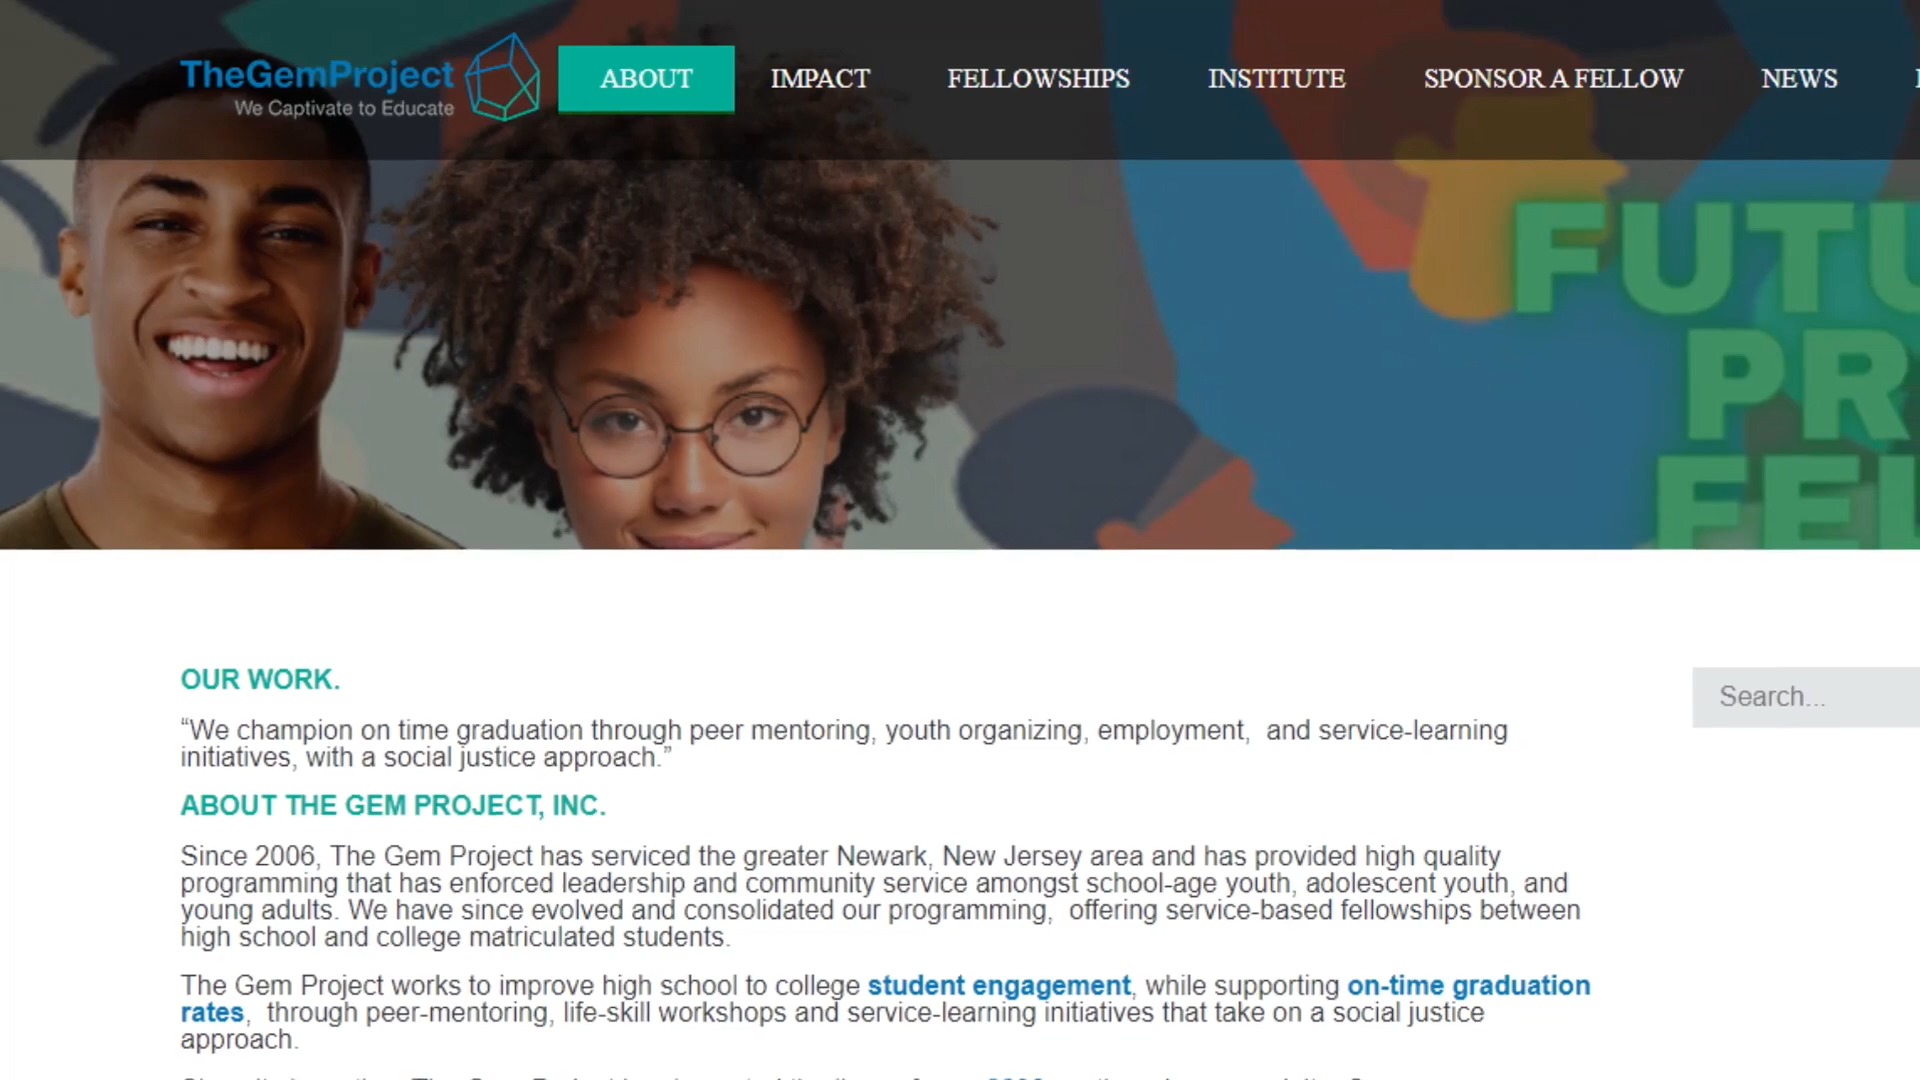 TheGemProject
We Captivate to Educate
ABOUT
IMPACT
FELLOWSHIPS
INSTITUTE
SPONSOR A FELLOW
NEWS
FUTU
PR
FEL
OUR WORK.
“We champion on time graduation through peer mentoring, youth organizing, employment,  and service-learning
initiatives, with a social justice approach.”
Search...
ABOUT THE GEM PROJECT, INC.
Since 2006, The Gem Project has serviced the greater Newark, New Jersey area and has provided high quality
programming that has enforced leadership and community service amongst school-age youth, adolescent youth, and
young adults. We have since evolved and consolidated our programming,  offering service-based fellowships between
high school and college matriculated students.
The Gem Project works to improve high school to college student engagement, while supporting on-time graduation
rates,  through peer-mentoring, life-skill workshops and service-learning initiatives that take on a social justice
approach.